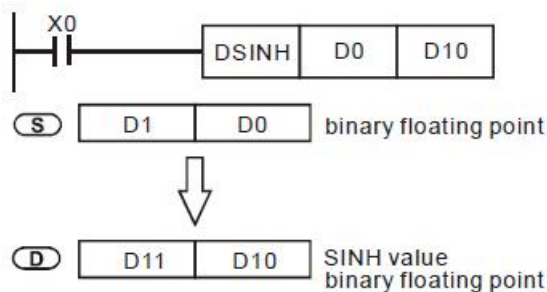 X0
DSINH D0 D10
S D1 D0 binary floating point
D D11 D10 SINH value
binary floating point